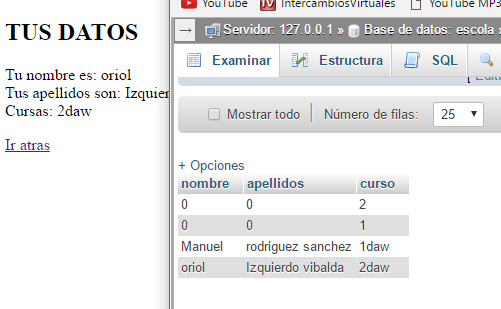 TUS DATOS
Tu nombre es: oriol
Tus apellidos son: Izquier
Cursas: 2daw
Ir atras
YouTube IntercambiosVirtuales YouTube MP3
Servidor: 127.0.0.1 » Base de datos: escola »
Examinar Estructura SQL
Mostrar todo Número de filas: 25
+ Opciones
nombre apellidos curso
0 0 2
0 0 1
Manuel rodriguez sanchez 1daw
oriol Izquierdo vibalda 2daw